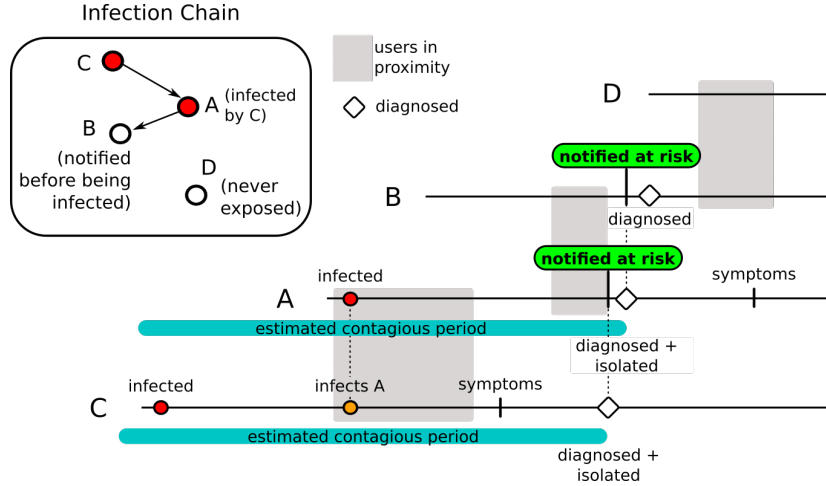 Infection Chain
C
A
(infected
by C)
B
(notified
before being
infected)
D
(never
exposed)
users in
proximity
diagnosed
D
notified at risk
B
diagnosed
notified at risk
infected
symptoms
A
estimated contagious period
diagnosed +
isolated
infected
infects A
symptoms
C
estimated contagious period
diagnosed +
isolated